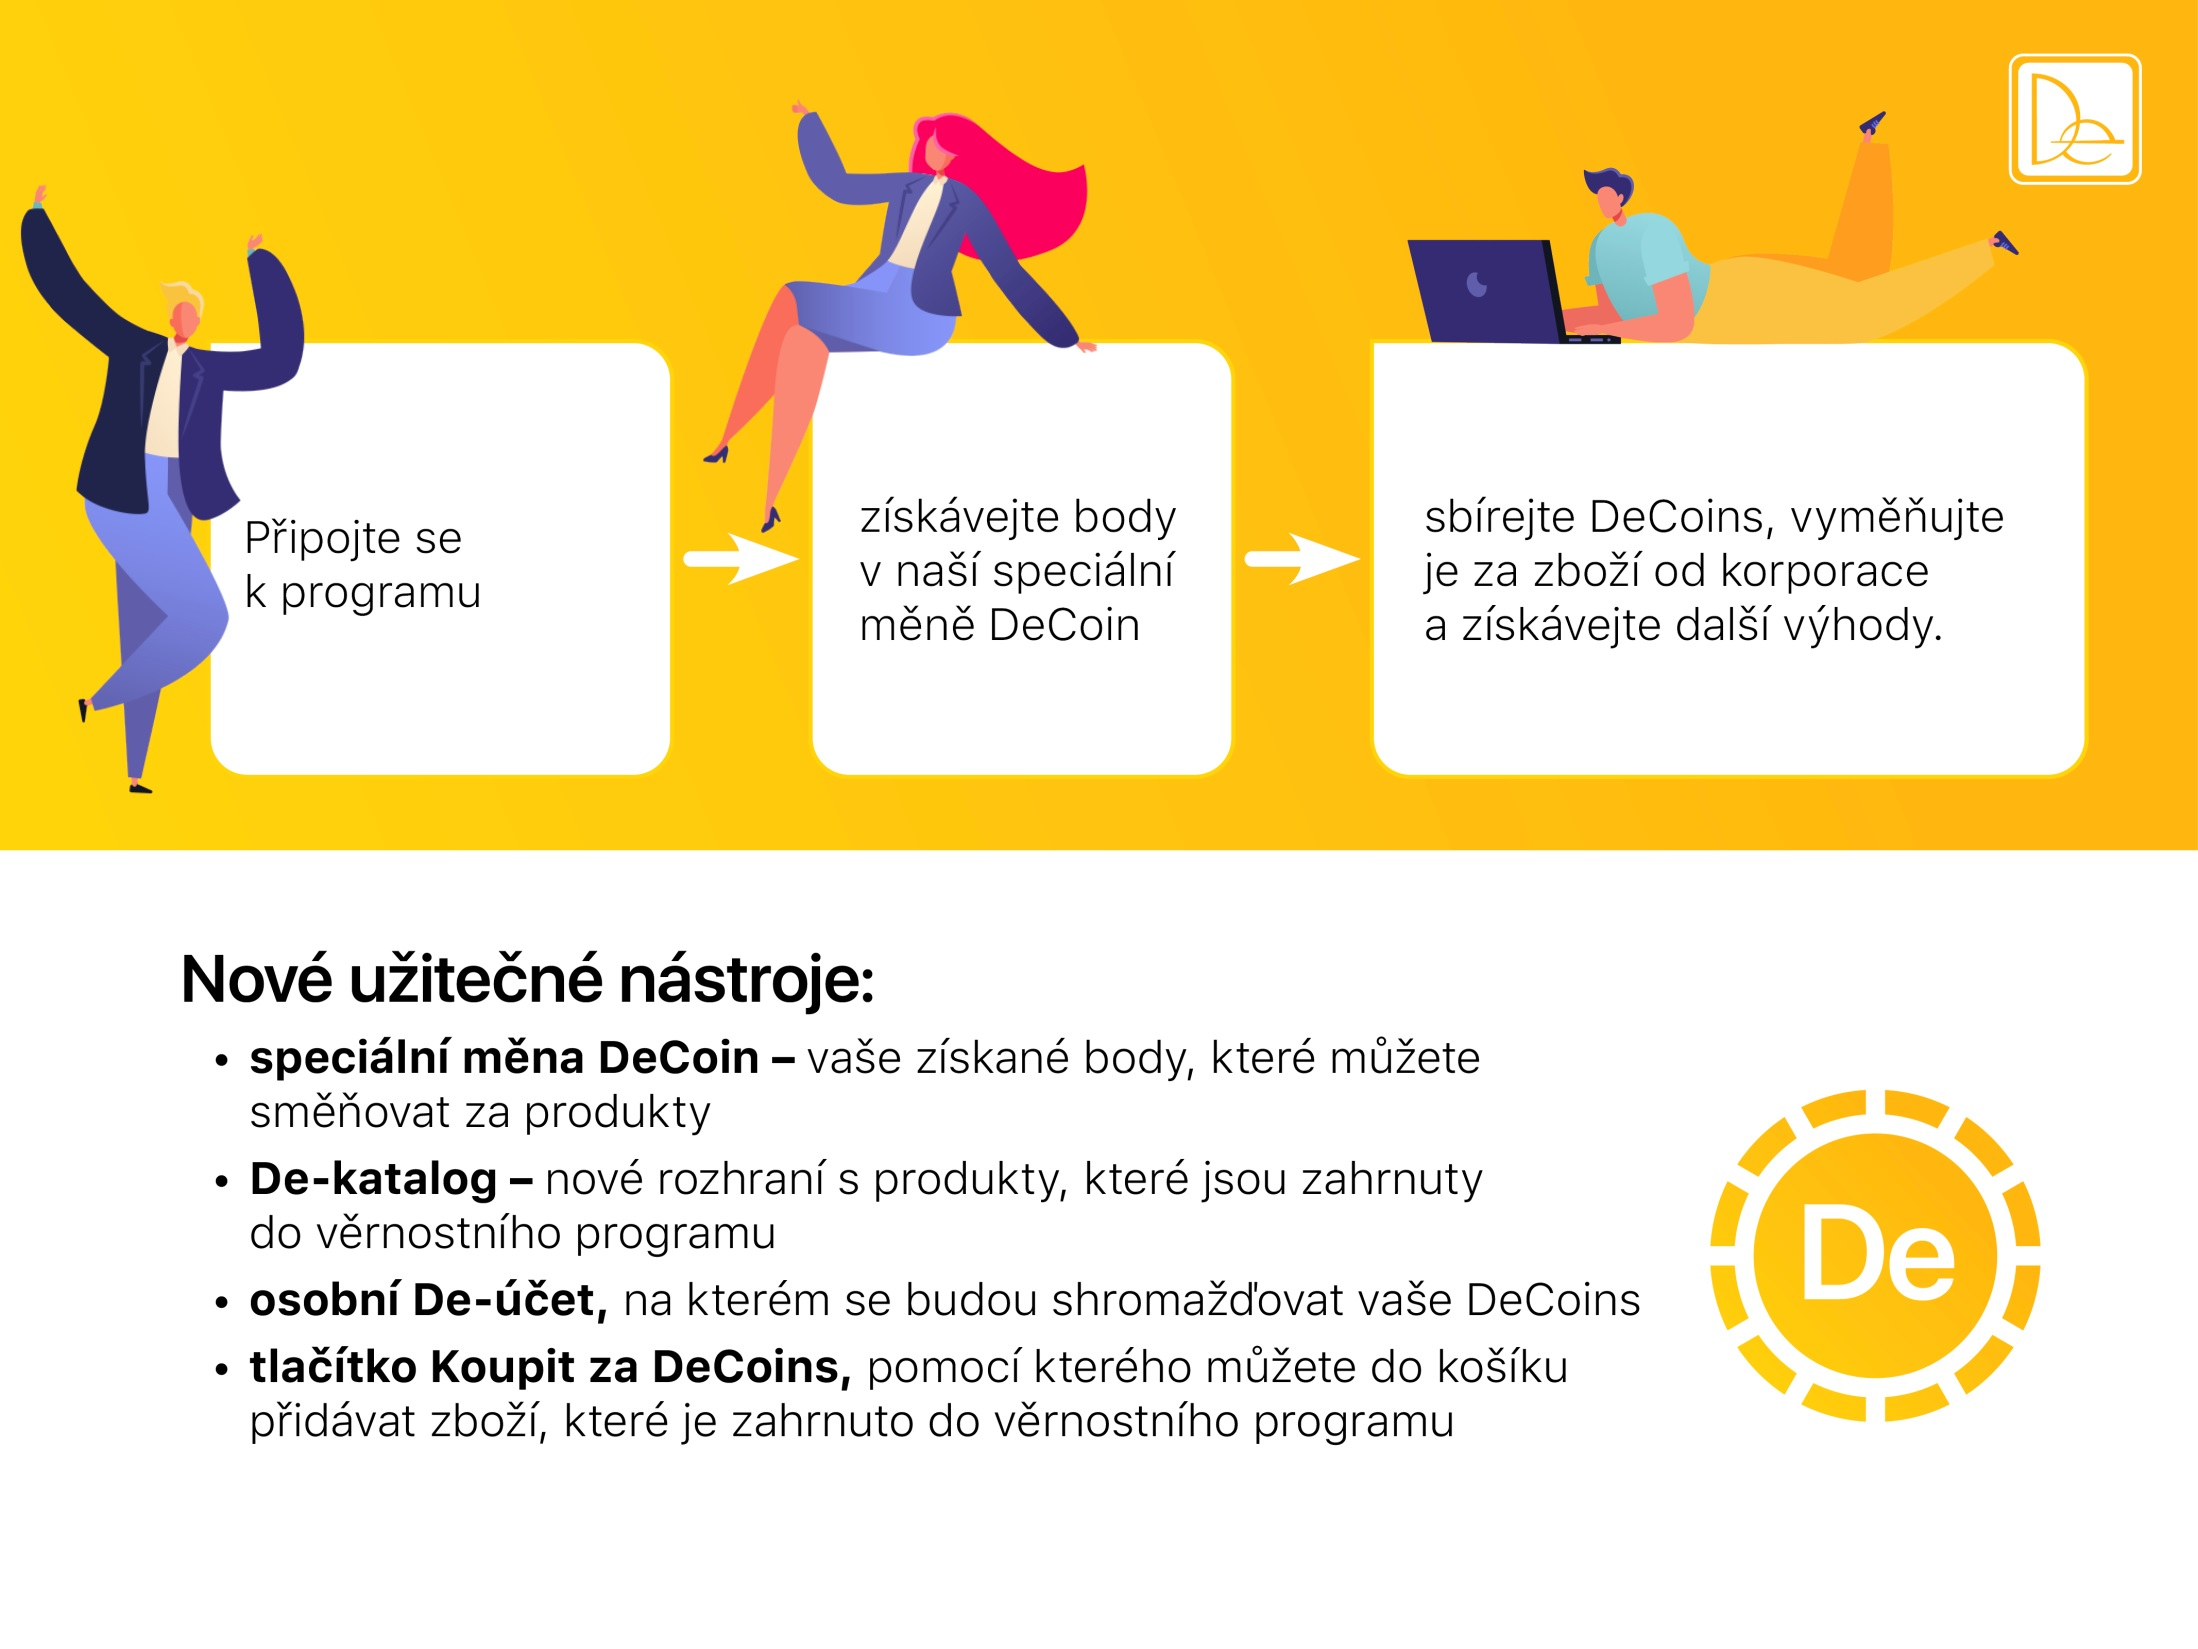 Připojte se
k programu
získávejte body
v naší speciální
měně DeCoin
sbírejte DeCoins, vyměňujte
je za zboží od korporace
a získávejte další výhody.
Nové užitečné nástroje:
• speciální měna DeCoin – vaše získané body, které můžete
směňovat za produkty
• De-katalog – nové rozhraní s produkty, které jsou zahrnuty
do věrnostního programu
• osobní De-účet, na kterém se budou shromažďovat vaše DeCoins
• tlačítko Koupit za DeCoins, pomocí kterého můžete do košíku
přidávat zboží, které je zahrnuto do věrnostního programu
De
De